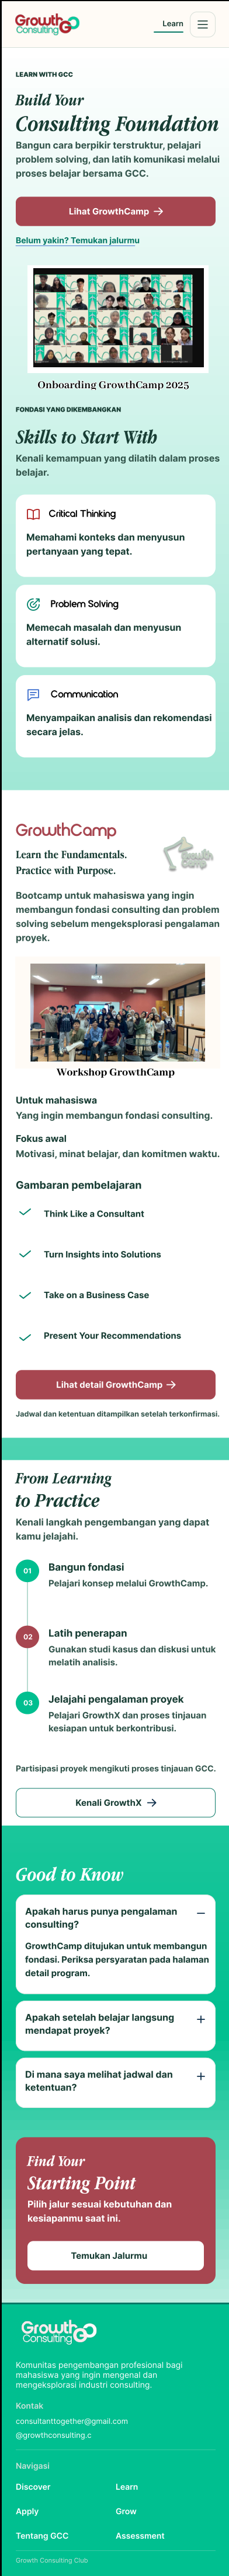 Growth
Consulting GO
Learn
LEARN WITH GCC
Build Your
Consulting Foundation
Bangun cara berpikir terstruktur, pelajari
problem solving, dan latih komunikasi melalui
proses belajar bersama GCC.
Lihat GrowthCamp →
Belum yakin? Temukan jalurmu
Onboarding GrowthCamp 2025
FONDASI YANG DIKEMBANGKAN
Skills to Start With
Kenali kemampuan yang dilatih dalam proses
belajar.
Critical Thinking
Memahami konteks dan menyusun
pertanyaan yang tepat.
Problem Solving
Memecah masalah dan menyusun
alternatif solusi.
Communication
Menyampaikan analisis dan rekomendasi
secara jelas.
GrowthCamp
Learn the Fundamentals.
Practice with Purpose.
Bootcamp untuk mahasiswa yang ingin
membangun fondasi consulting dan problem
solving sebelum mengeksplorasi pengalaman
proyek.
Workshop GrowthCamp
Untuk mahasiswa
Yang ingin membangun fondasi consulting.
Fokus awal
Motivasi, minat belajar, dan komitmen waktu.
Gambaran pembelajaran
Think Like a Consultant
Turn Insights into Solutions
Take on a Business Case
Present Your Recommendations
Lihat detail GrowthCamp →
Jadwal dan ketentuan ditampilkan setelah terkonfirmasi.
From Learning
to Practice
Kenali langkah pengembangan yang dapat
kamu jelajahi.
01 Bangun fondasi
Pelajari konsep melalui GrowthCamp.
02 Latih penerapan
Gunakan studi kasus dan diskusi untuk
melatih analisis.
03 Jelajahi pengalaman proyek
Pelajari GrowthX dan proses tinjauan
kesiapan untuk berkontribusi.
Partisipasi proyek mengikuti proses tinjauan GCC.
Kenali GrowthX →
Good to Know
Apakah harus punya pengalaman
consulting?
GrowthCamp ditujukan untuk membangun
fondasi. Periksa persyaratan pada halaman
detail program.
Apakah setelah belajar langsung
mendapat proyek?
Di mana saya melihat jadwal dan
ketentuan?
Find Your
Starting Point
Pilih jalur sesuai kebutuhan dan
kesiapanmu saat ini.
Temukan Jalurmu
Growth
Consulting GO
Komunitas pengembangan profesional bagi
mahasiswa yang ingin mengenal dan
mengeksplorasi industri consulting.
Kontak
consultanttogether@gmail.com
@growthconsulting.c
Navigasi
Discover Learn
Apply Grow
Tentang GCC Assessment
Growth Consulting Club